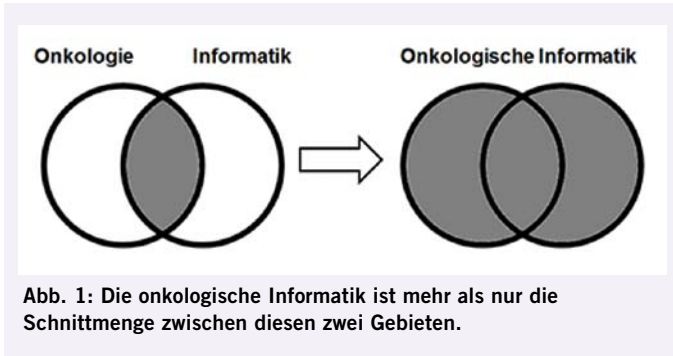 Onkologie Informatik Onkologische Informatik
Abb. 1: Die onkologische Informatik ist mehr als nur die
Schnittmenge zwischen diesen zwei Gebieten.